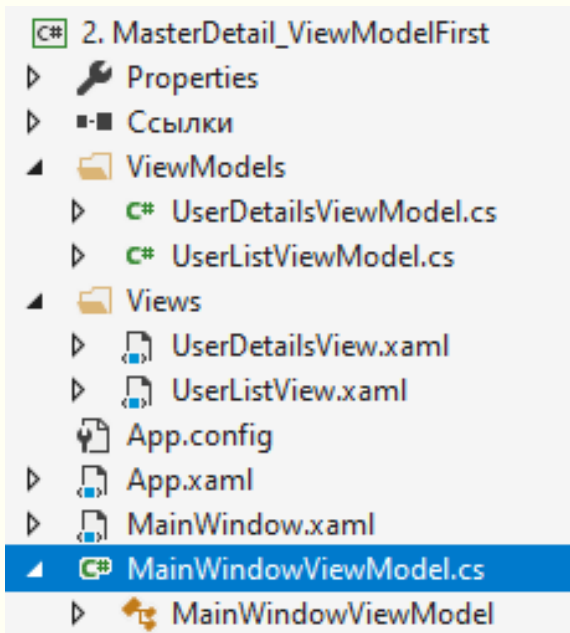 C# 2. MasterDetail_ViewModelFirst
Properties
Ссылки
ViewModels
C# UserDetailsViewModel.cs
C# UserListViewModel.cs
Views
UserDetailsView.xaml
UserListView.xaml
App.config
App.xaml
MainWindow.xaml
C# MainWindowViewModel.cs
MainWindowViewModel